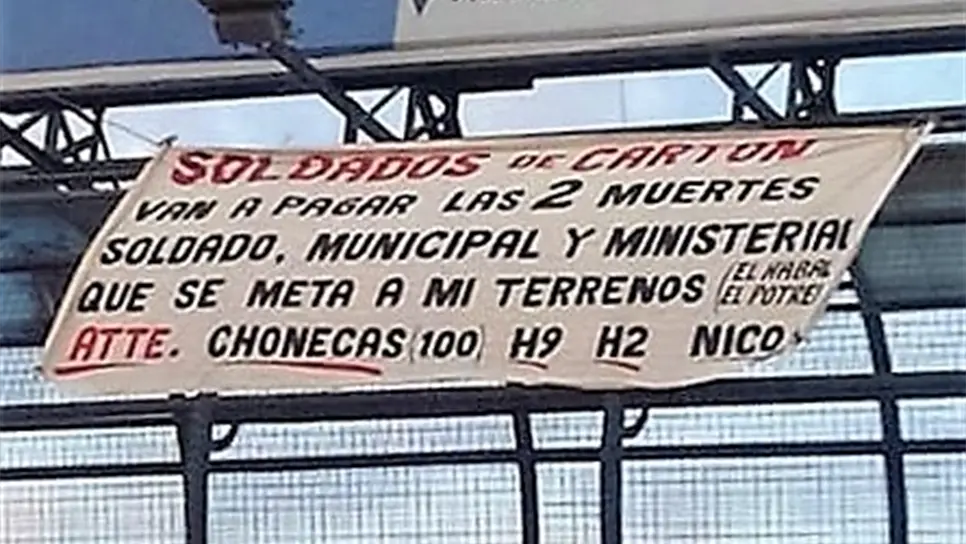 SOLDADOS DE CARTON
VAN A PAGAR LAS 2 MUERTES
SOLDADO, MUNICIPAL Y MINISTERIAL
QUE SE META A MI TERRENOS (EL NABAL
EL POTRE)
ATTE. CHONECAS (100) H9 H2 NICO